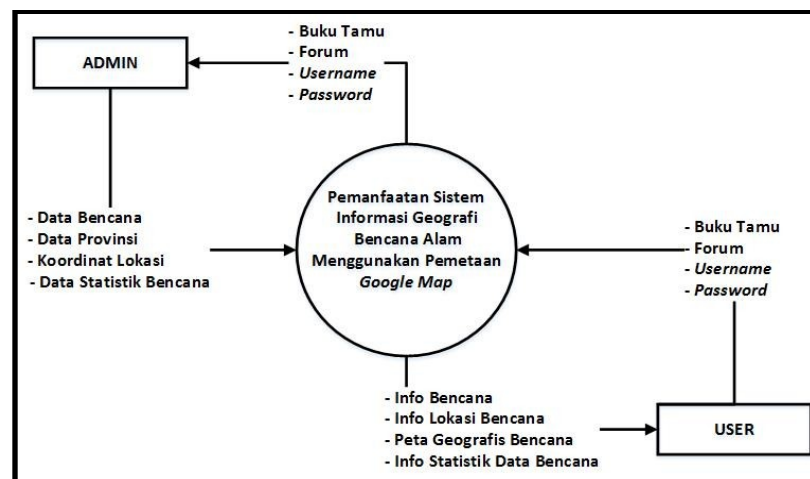 ADMIN
- Buku Tamu
- Forum
- Username
- Password
Pemanfaatan Sistem
Informasi Geografi
Bencana Alam
Menggunakan Pemetaan
Google Map
- Data Bencana
- Data Provinsi
- Koordinat Lokasi
- Data Statistik Bencana
- Buku Tamu
- Forum
- Username
- Password
- Info Bencana
- Info Lokasi Bencana
- Peta Geografis Bencana
- Info Statistik Data Bencana
USER